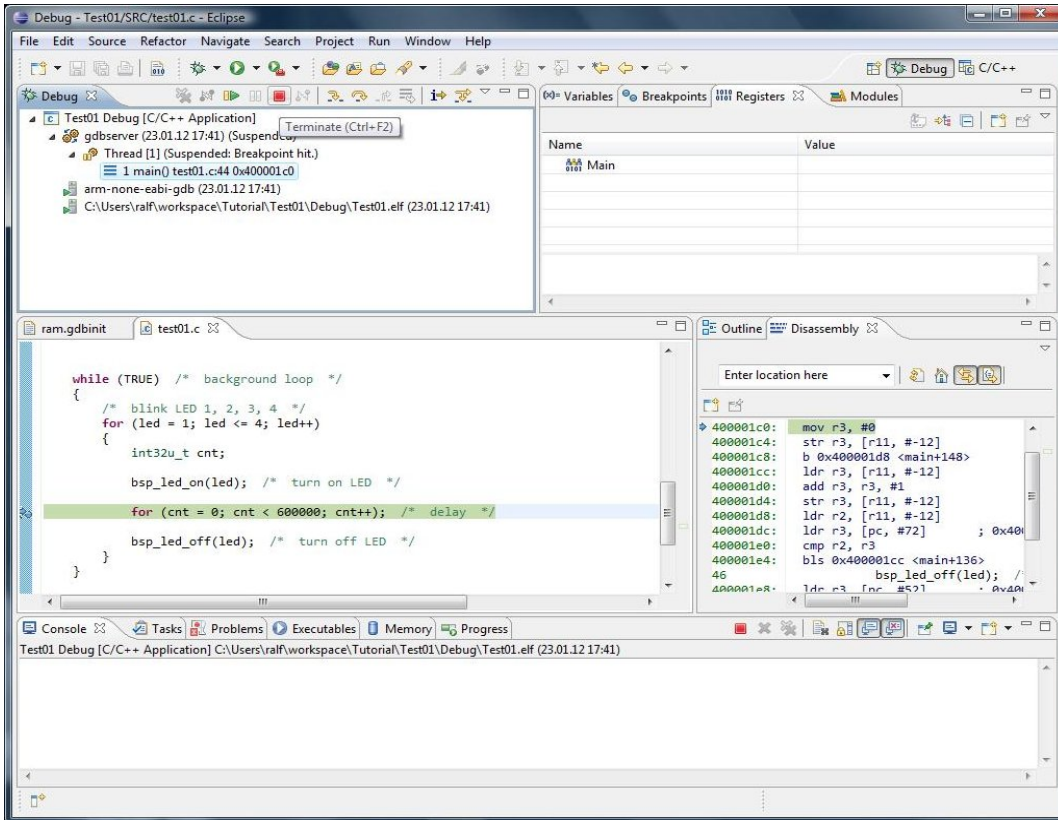 Debug - Test01/SRC/test01.c - Eclipse
File Edit Source Refactor Navigate Search Project Run Window Help
Debug C/C++
Debug
Test01 Debug [C/C++ Application]
gdbserver (23.01.12 17:41) (Suspended)
Terminate (Ctrl+F2)
Thread [1] (Suspended: Breakpoint hit.)
1 main() test01.c:44 0x400001c0
arm-none-eabi-gdb (23.01.12 17:41)
C:\Users\ralf\workspace\Tutorial\Test01\Debug\Test01.elf (23.01.12 17:41)
Variables Breakpoints Registers Modules
Name Value
Main
ram.gdbinit test01.c
while (TRUE) /* background loop */
{
/* blink LED 1, 2, 3, 4 */
for (led = 1; led <= 4; led++)
{
int32u_t cnt;
bsp_led_on(led); /* turn on LED */
for (cnt = 0; cnt < 600000; cnt++); /* delay */
bsp_led_off(led); /* turn off LED */
}
}
Outline Disassembly
Enter location here
400001c0: mov r3, #0
400001c4: str r3, [r11, #-12]
400001c8: b 0x400001d8 <main+148>
400001cc: ldr r3, [r11, #-12]
400001d0: add r3, r3, #1
400001d4: str r3, [r11, #-12]
400001d8: ldr r2, [r11, #-12]
400001dc: ldr r3, [pc, #72] ; 0x400
400001e0: cmp r2, r3
400001e4: bls 0x400001cc <main+136>
46 bsp_led_off(led); /
400001e8: ldr r3, [pc, #52] ; 0x400
Console Tasks Problems Executables Memory Progress
Test01 Debug [C/C++ Application] C:\Users\ralf\workspace\Tutorial\Test01\Debug\Test01.elf (23.01.12 17:41)